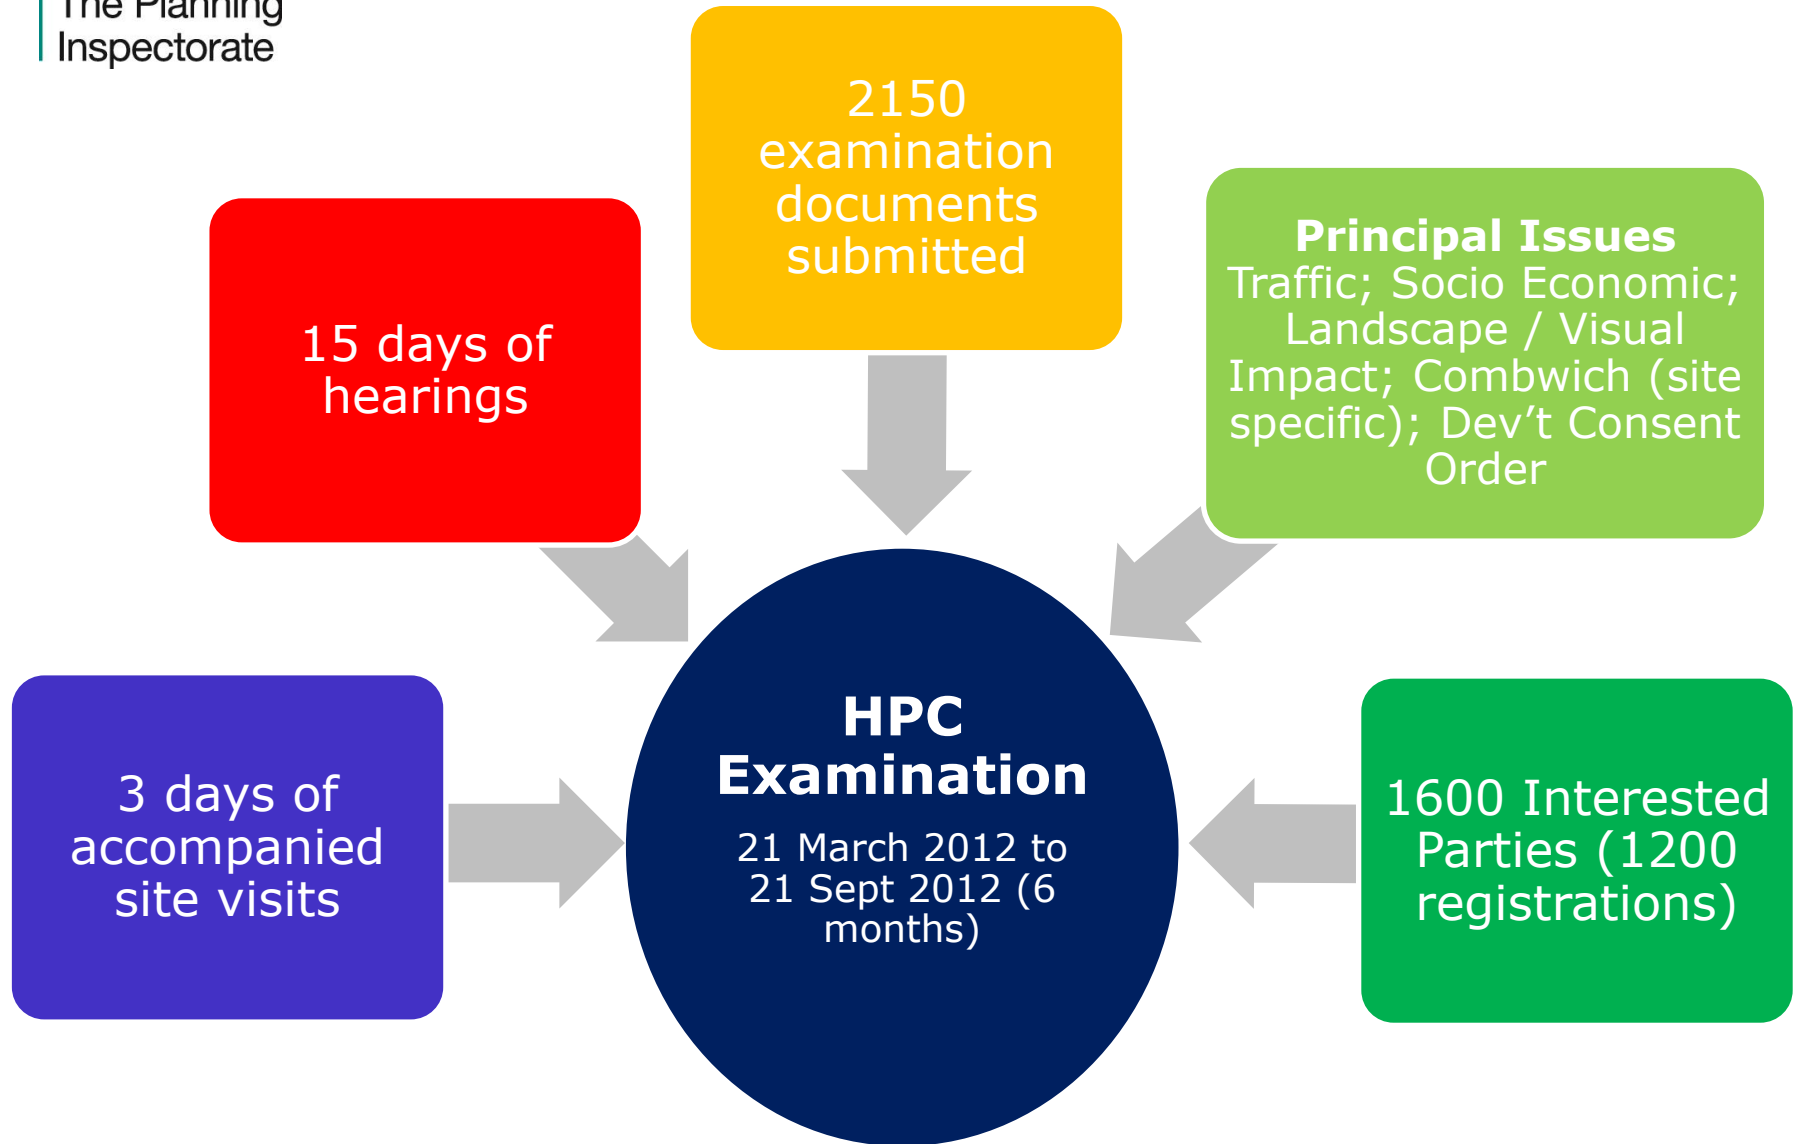 The Planning
Inspectorate
2150
examination
documents
submitted
15 days of
hearings
Principal Issues
Traffic; Socio Economic;
Landscape / Visual
Impact; Combwich (site
specific); Dev’t Consent
Order
3 days of
accompanied
site visits
HPC
Examination
21 March 2012 to
21 Sept 2012 (6
months)
1600 Interested
Parties (1200
registrations)